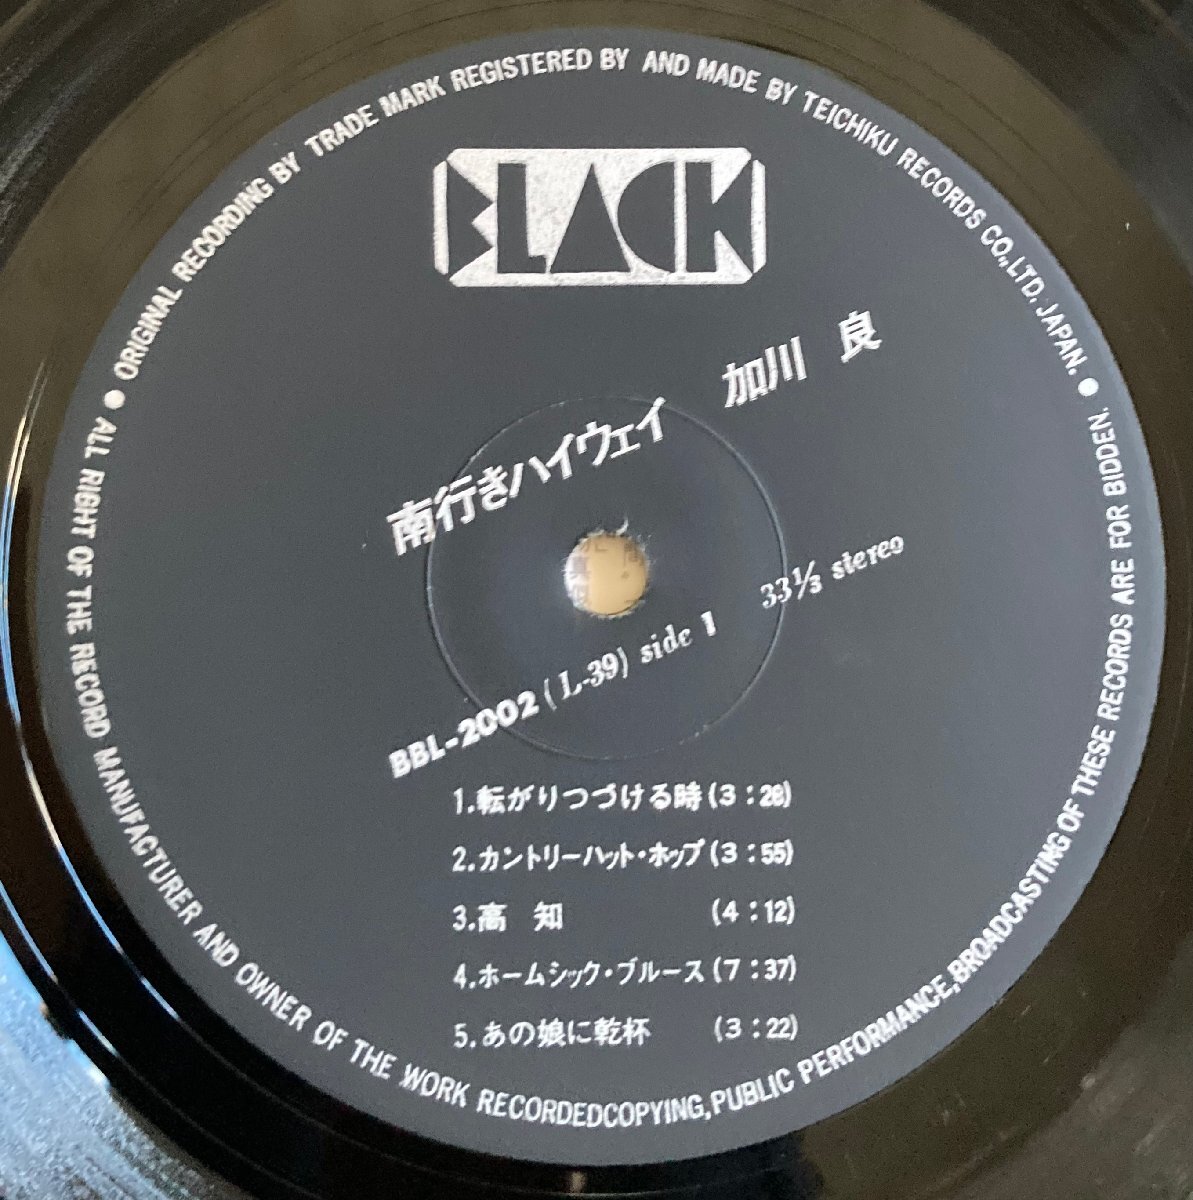 ORIGINAL RECORDING BY TRADE MARK REGISTERED BY AND MADE BY TEICHIKU RECORDS CO.,LTD. JAPAN. ●
BLACK
南行きハイウェイ 加川 良
BBL-2002 (L-39) side 1 33⅓ stereo
1.転がりつづける時 (3:28)
2.カントリーハット・ホップ (3:55)
3.高 知 (4:12)
4.ホームシック・ブルース (7:37)
5.あの娘に乾杯 (3:22)
● ALL RIGHT OF THE RECORD MANUFACTURER AND OWNER OF THE WORK RECORDEDCOPYING,PUBLIC PERFORMANCE,BROADCASTING OF THESE RECORDS ARE FOR BIDDEN.